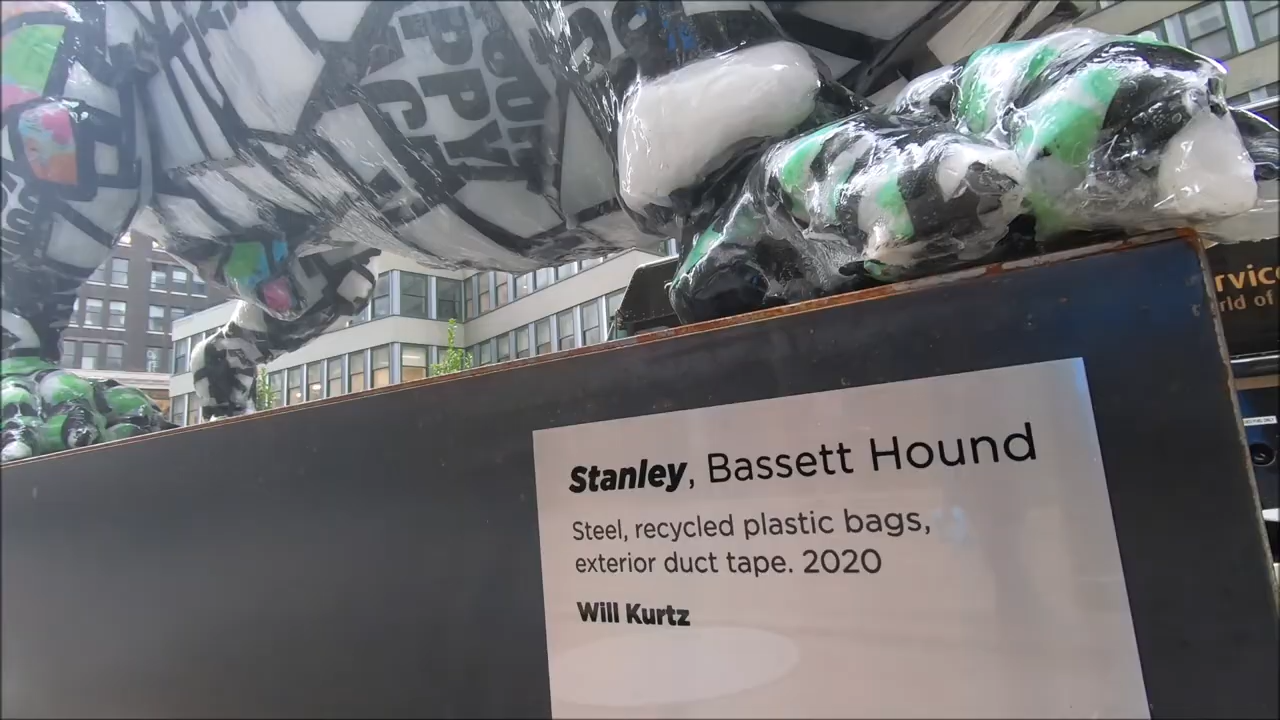 Stanley, Bassett Hound
Steel, recycled plastic bags,
exterior duct tape. 2020
Will Kurtz